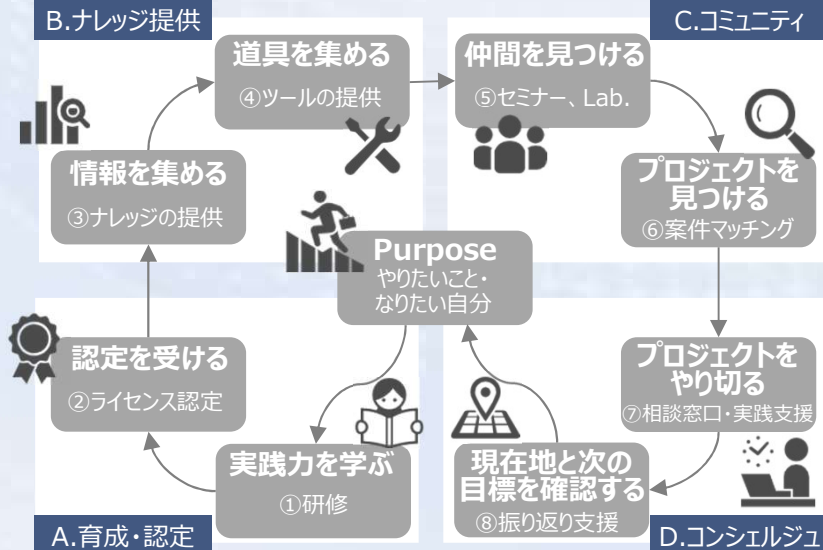 B.ナレッジ提供
C.コミュニティ
道具を集める
④ツールの提供
仲間を見つける
⑤セミナー、Lab.
情報を集める
③ナレッジの提供
プロジェクトを
見つける
⑥案件マッチング
Purpose
やりたいこと・
なりたい自分
認定を受ける
②ライセンス認定
プロジェクトを
やり切る
⑦相談窓口・実践支援
実践力を学ぶ
①研修
現在地と次の
目標を確認する
⑧振り返り支援
A.育成・認定
D.コンシェルジュ